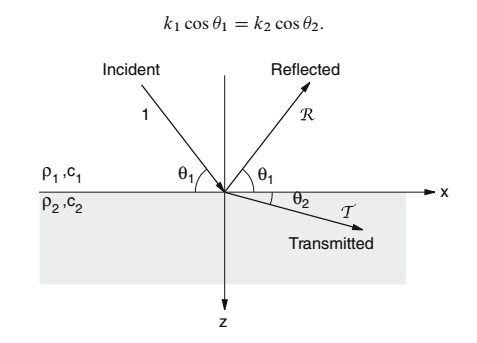 k₁ cos θ₁ = k₂ cos θ₂.
Incident Reflected
1 ℛ
θ₁ θ₁
ρ₁ ,c₁
x
ρ₂ ,c₂
θ₂
𝒯
Transmitted
z